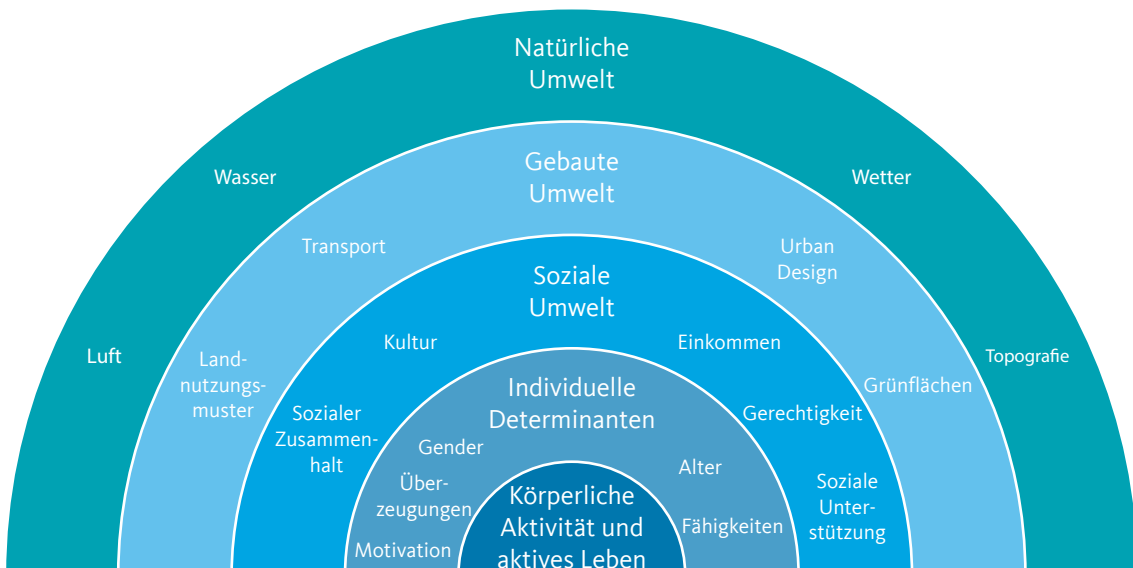 Natürliche
Umwelt
Wasser
Wetter
Luft
Topografie
Gebaute
Umwelt
Transport
Urban
Design
Land-
nutzungs-
muster
Grünflächen
Soziale
Umwelt
Kultur
Einkommen
Sozialer
Zusammen-
halt
Gerechtigkeit
Soziale
Unter-
stützung
Individuelle
Determinanten
Gender
Alter
Über-
zeugungen
Fähigkeiten
Motivation
Körperliche
Aktivität und
aktives Leben